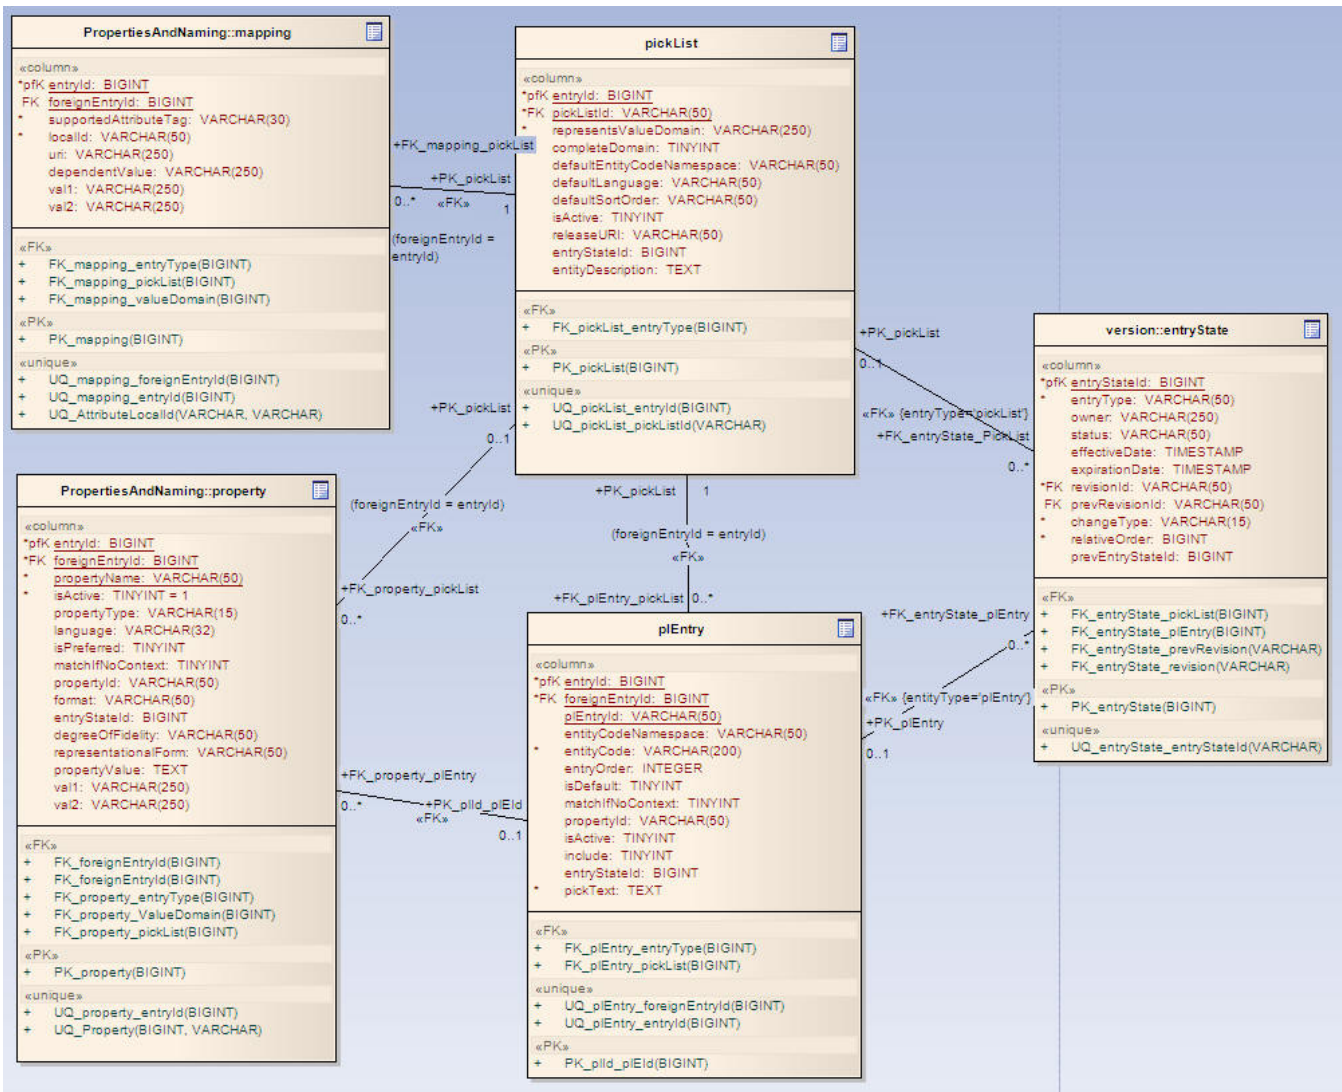 PropertiesAndNaming::mapping
«column»
*pfK entryId: BIGINT
FK foreignEntryId: BIGINT
* supportedAttributeTag: VARCHAR(30)
* localId: VARCHAR(50)
uri: VARCHAR(250)
dependentValue: VARCHAR(250)
val1: VARCHAR(250)
val2: VARCHAR(250)
«FK»
+ FK_mapping_entryType(BIGINT)
+ FK_mapping_pickList(BIGINT)
+ FK_mapping_valueDomain(BIGINT)
«PK»
+ PK_mapping(BIGINT)
«unique»
+ UQ_mapping_foreignEntryId(BIGINT)
+ UQ_mapping_entryId(BIGINT)
+ UQ_AttributeLocalId(VARCHAR, VARCHAR)
+FK_mapping_pickList
+PK_pickList
0..* «FK» 1
(foreignEntryId =
entryId)
pickList
«column»
*pfK entryId: BIGINT
*FK pickListId: VARCHAR(50)
* representsValueDomain: VARCHAR(250)
completeDomain: TINYINT
defaultEntityCodeNamespace: VARCHAR(50)
defaultLanguage: VARCHAR(50)
defaultSortOrder: VARCHAR(50)
isActive: TINYINT
releaseURI: VARCHAR(50)
entryStateId: BIGINT
entityDescription: TEXT
«FK»
+ FK_pickList_entryType(BIGINT)
«PK»
+ PK_pickList(BIGINT)
«unique»
+ UQ_pickList_entryId(BIGINT)
+ UQ_pickList_pickListId(VARCHAR)
+PK_pickList
0..1
«FK» {entryType='pickList'}
+FK_entryState_PickList
0..*
version::entryState
«column»
*pfK entryStateId: BIGINT
* entryType: VARCHAR(50)
owner: VARCHAR(250)
status: VARCHAR(50)
effectiveDate: TIMESTAMP
expirationDate: TIMESTAMP
*FK revisionId: VARCHAR(50)
FK prevRevisionId: VARCHAR(50)
* changeType: VARCHAR(15)
* relativeOrder: BIGINT
prevEntryStateId: BIGINT
«FK»
+ FK_entryState_pickList(BIGINT)
+ FK_entryState_plEntry(BIGINT)
+ FK_entryState_prevRevision(VARCHAR)
+ FK_entryState_revision(VARCHAR)
«PK»
+ PK_entryState(BIGINT)
«unique»
+ UQ_entryState_entryStateId(VARCHAR)
+PK_pickList
0..1
(foreignEntryId = entryId)
«FK»
+FK_property_pickList
0..*
+PK_pickList 1
(foreignEntryId = entryId)
«FK»
+FK_plEntry_pickList 0..*
+FK_entryState_plEntry
0..*
«FK» {entityType='plEntry'}
+PK_plEntry
0..1
PropertiesAndNaming::property
«column»
*pfK entryId: BIGINT
*FK foreignEntryId: BIGINT
* propertyName: VARCHAR(50)
* isActive: TINYINT = 1
propertyType: VARCHAR(15)
language: VARCHAR(32)
isPreferred: TINYINT
matchIfNoContext: TINYINT
propertyId: VARCHAR(50)
format: VARCHAR(50)
entryStateId: BIGINT
degreeOfFidelity: VARCHAR(50)
representationalForm: VARCHAR(50)
propertyValue: TEXT
val1: VARCHAR(250)
val2: VARCHAR(250)
«FK»
+ FK_foreignEntryId(BIGINT)
+ FK_foreignEntryId(BIGINT)
+ FK_property_entryType(BIGINT)
+ FK_property_ValueDomain(BIGINT)
+ FK_property_pickList(BIGINT)
«PK»
+ PK_property(BIGINT)
«unique»
+ UQ_property_entryId(BIGINT)
+ UQ_Property(BIGINT, VARCHAR)
+FK_property_plEntry
0..*
+PK_plId_plEId
«FK»
0..1
plEntry
«column»
*pfK entryId: BIGINT
*FK foreignEntryId: BIGINT
plEntryId: VARCHAR(50)
entityCodeNamespace: VARCHAR(50)
* entityCode: VARCHAR(200)
entryOrder: INTEGER
isDefault: TINYINT
matchIfNoContext: TINYINT
propertyId: VARCHAR(50)
isActive: TINYINT
include: TINYINT
entryStateId: BIGINT
* pickText: TEXT
«FK»
+ FK_plEntry_entryType(BIGINT)
+ FK_plEntry_pickList(BIGINT)
«unique»
+ UQ_plEntry_foreignEntryId(BIGINT)
+ UQ_plEntry_entryId(BIGINT)
«PK»
+ PK_plId_plEId(BIGINT)